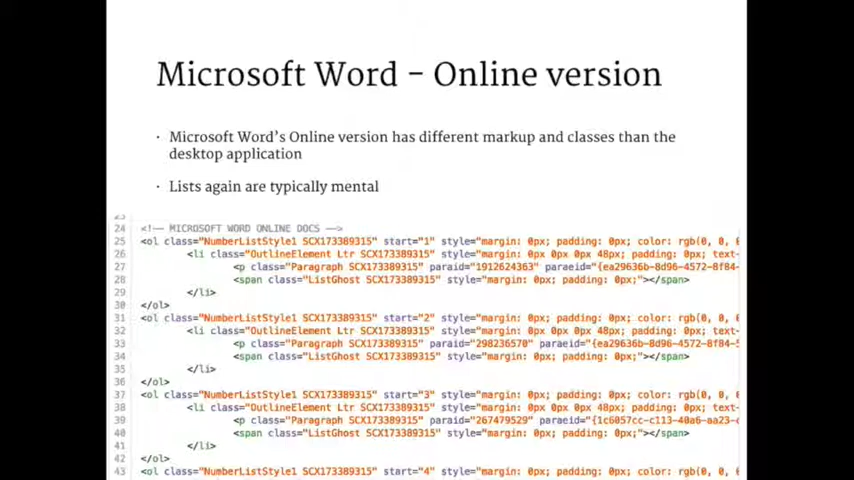 Microsoft Word - Online version
· Microsoft Word's Online version has different markup and classes than the
desktop application
· Lists again are typically mental
23
24 <!-- MICROSOFT WORD ONLINE DOCS -->
25 <ol class="NumberListStyle1 SCX173389315" start="1" style="margin: 0px; padding: 0px; color: rgb(0, 0, 0
26 <li class="OutlineElement Ltr SCX173389315" style="margin: 0px 0px 0px 48px; text-
27 <p class="Paragraph SCX173389315" paraid="1912624363" paraeid="{ea29636b-8d96-4572-8f84-
28 <span class="ListGhost SCX173389315" style="margin: 0px; padding: 0px;"></span>
29 </li>
30 </ol>
31 <ol class="NumberListStyle1 SCX173389315" start="2" style="margin: 0px; padding: 0px; color: rgb(0, 0, 0
32 <li class="OutlineElement Ltr SCX173389315" style="margin: 0px 0px 0px 48px; text-
33 <p class="Paragraph SCX173389315" paraid="298236570" paraeid="{ea29636b-8d96-4572-8f84-5
34 <span class="ListGhost SCX173389315" style="margin: 0px; padding: 0px;"></span>
35 </li>
36 </ol>
37 <ol class="NumberListStyle1 SCX173389315" start="3" style="margin: 0px; padding: 0px; color: rgb(0, 0, 0
38 <li class="OutlineElement Ltr SCX173389315" style="margin: 0px 0px 0px 48px; text-
39 <p class="Paragraph SCX173389315" paraid="267479529" paraeid="{1c6057cc-c113-40a6-aa23-
40 <span class="ListGhost SCX173389315" style="margin: 0px; padding: 0px;"></span>
41 </li>
42 </ol>
43 <ol class="NumberListStyle1 SCX173389315" start="4" style="margin: 0px; padding: 0px; color: rgb(0, 0, 0